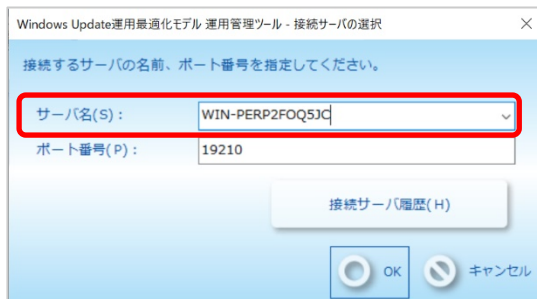 Windows Update運用最適化モデル 運用管理ツール - 接続サーバの選択
接続するサーバの名前、ポート番号を指定してください。
サーバ名(S)： WIN-PERP2FOQ5JC
ポート番号(P)： 19210
接続サーバ履歴(H)
OK キャンセル